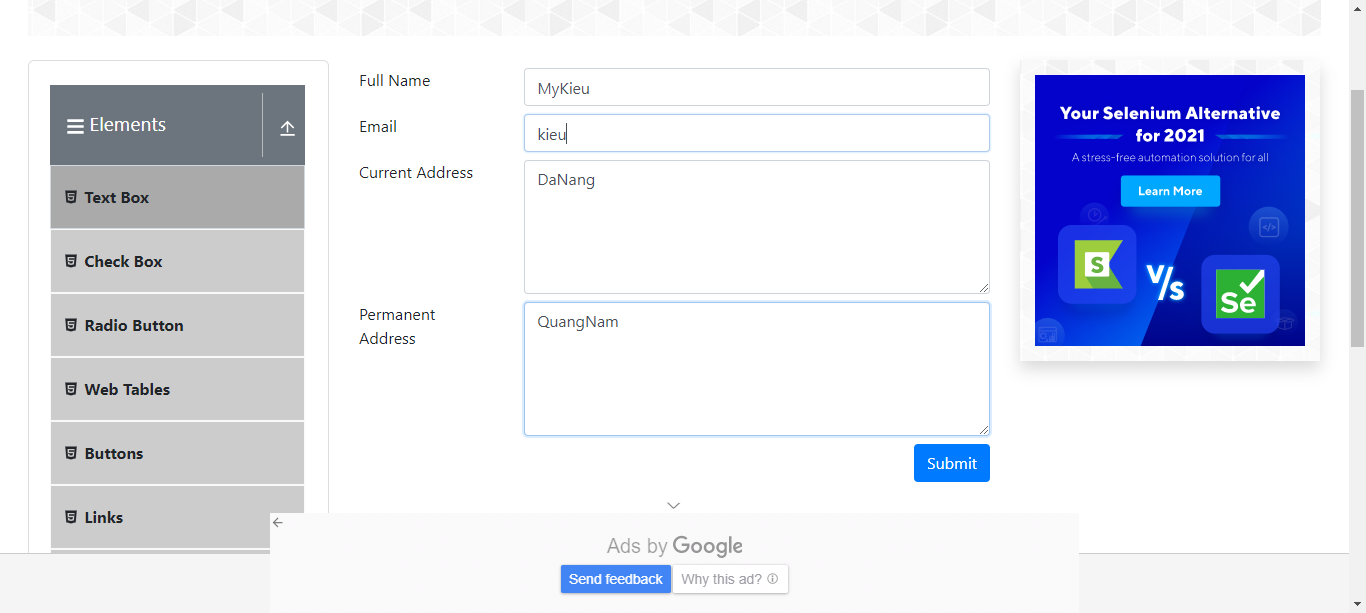 Elements
Text Box
Check Box
Radio Button
Web Tables
Buttons
Links
Full Name
MyKieu
Email
kieu
Current Address
DaNang
Permanent
Address
QuangNam
Submit
Your Selenium Alternative
for 2021
A stress-free automation solution for all
Learn More
S
V/s
Se
Ads by Google
Send feedback
Why this ad?